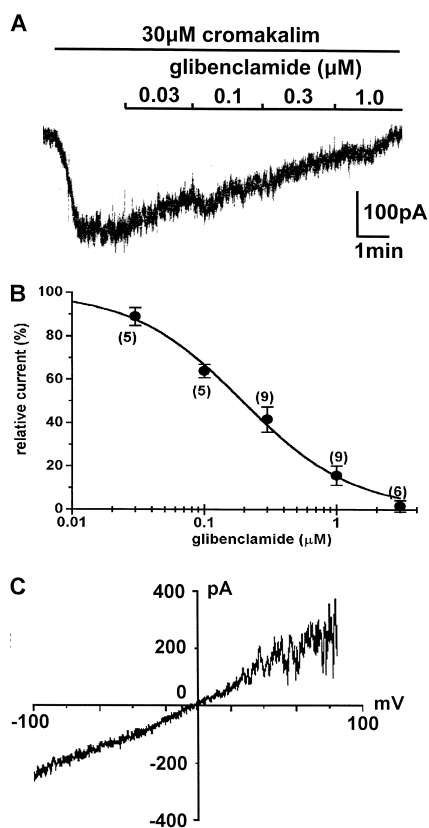 A
30µM cromakalim
glibenclamide (µM)
0.03 0.1 0.3 1.0
100pA
1min
B
100
80
60
40
20
0
relative current (%)
(5)
(5)
(9)
(9)
(6)
0.01 0.1 1
glibenclamide (µM)
C
400
pA
200
0
mV
-100 100
-200
-400